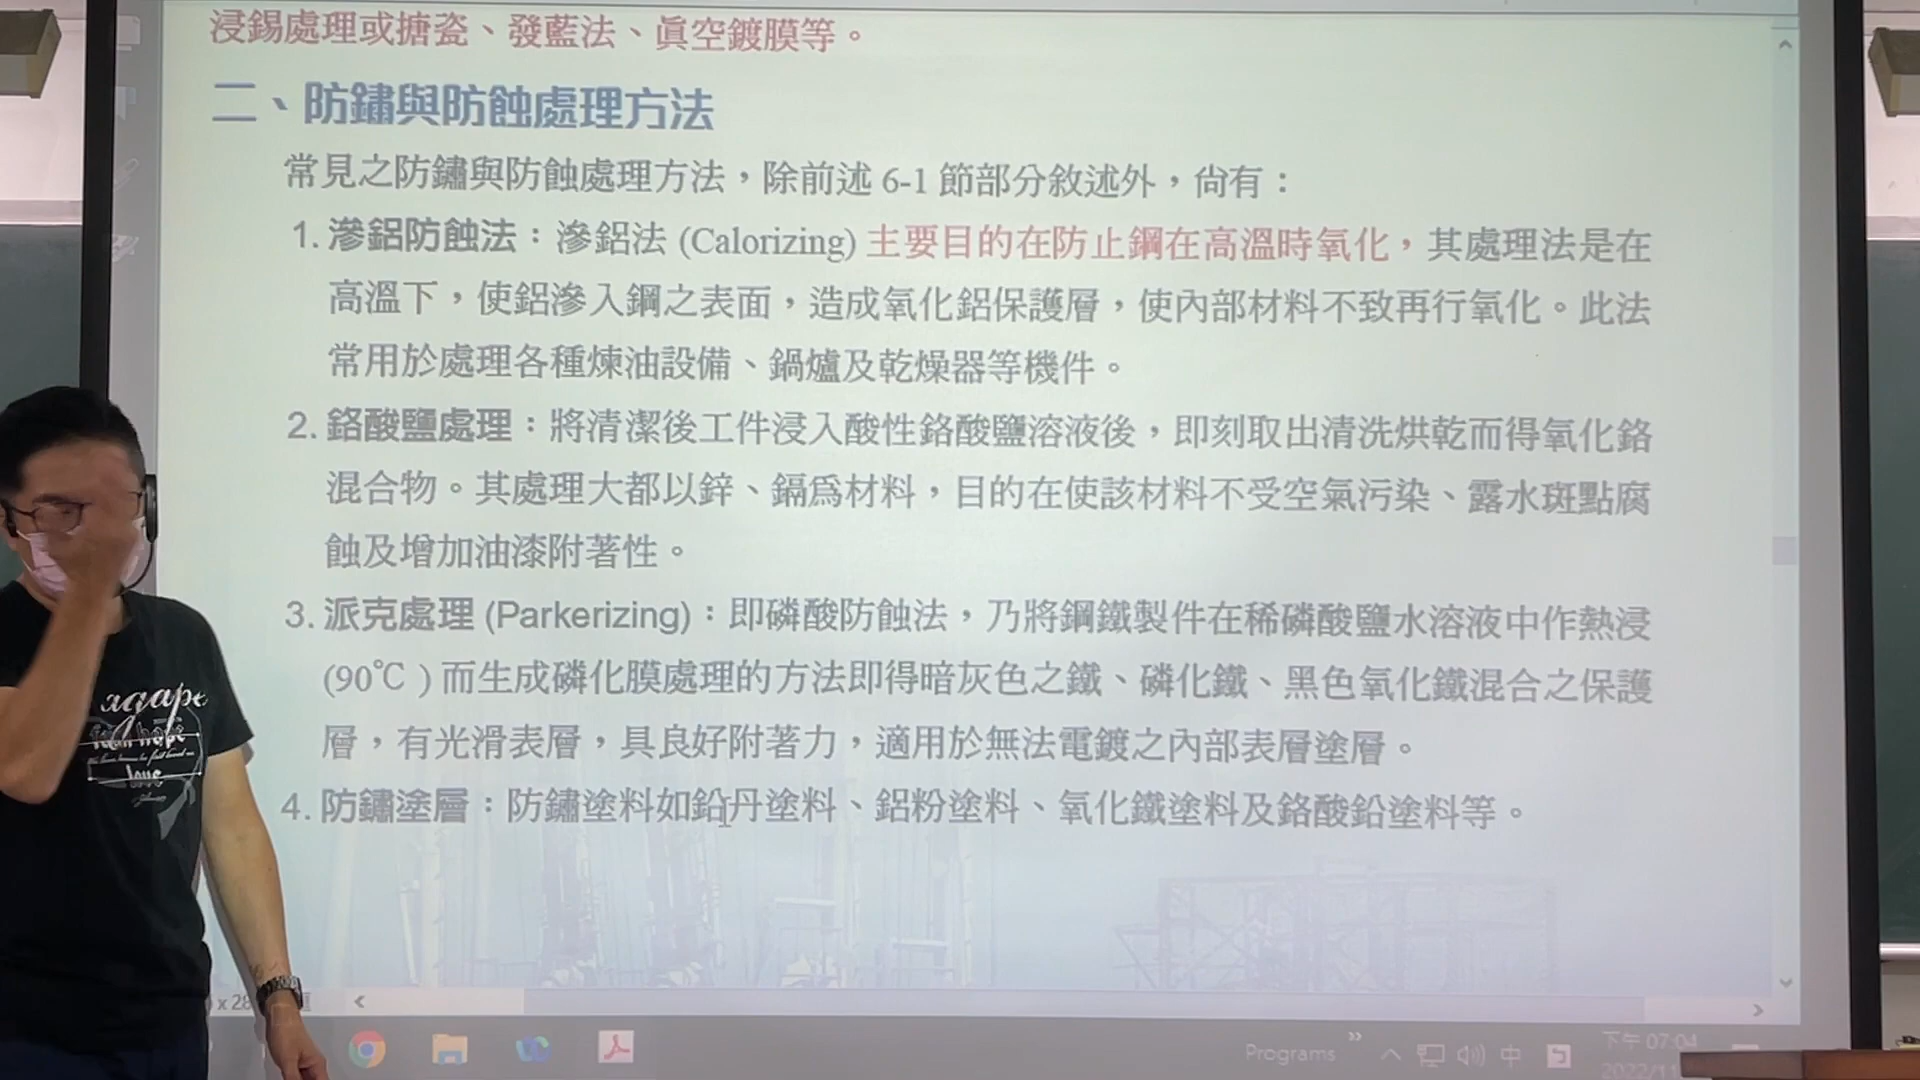 浸錫處理或搪瓷、發藍法、眞空鍍膜等。
二、防鏽與防蝕處理方法
常見之防鏽與防蝕處理方法，除前述 6-1 節部分敘述外，尚有：
1. 滲鋁防蝕法：滲鋁法 (Calorizing) 主要目的在防止鋼在高溫時氧化，其處理法是在
高溫下，使鋁滲入鋼之表面，造成氧化鋁保護層，使內部材料不致再行氧化。此法
常用於處理各種煉油設備、鍋爐及乾燥器等機件。
2. 鉻酸鹽處理：將清潔後工件浸入酸性鉻酸鹽溶液後，即刻取出清洗烘乾而得氧化鉻
混合物。其處理大都以鋅、鎘爲材料，目的在使該材料不受空氣污染、露水斑點腐
蝕及增加油漆附著性。
3. 派克處理 (Parkerizing)：即磷酸防蝕法，乃將鋼鐵製件在稀磷酸鹽水溶液中作熱浸
(90℃ ) 而生成磷化膜處理的方法即得暗灰色之鐵、磷化鐵、黑色氧化鐵混合之保護
層，有光滑表層，具良好附著力，適用於無法電鍍之內部表層塗層。
4. 防鏽塗層：防鏽塗料如鉛丹塗料、鋁粉塗料、氧化鐵塗料及鉻酸鉛塗料等。
agape
love
x 28
Programs
中
下午 07:04
2022/11